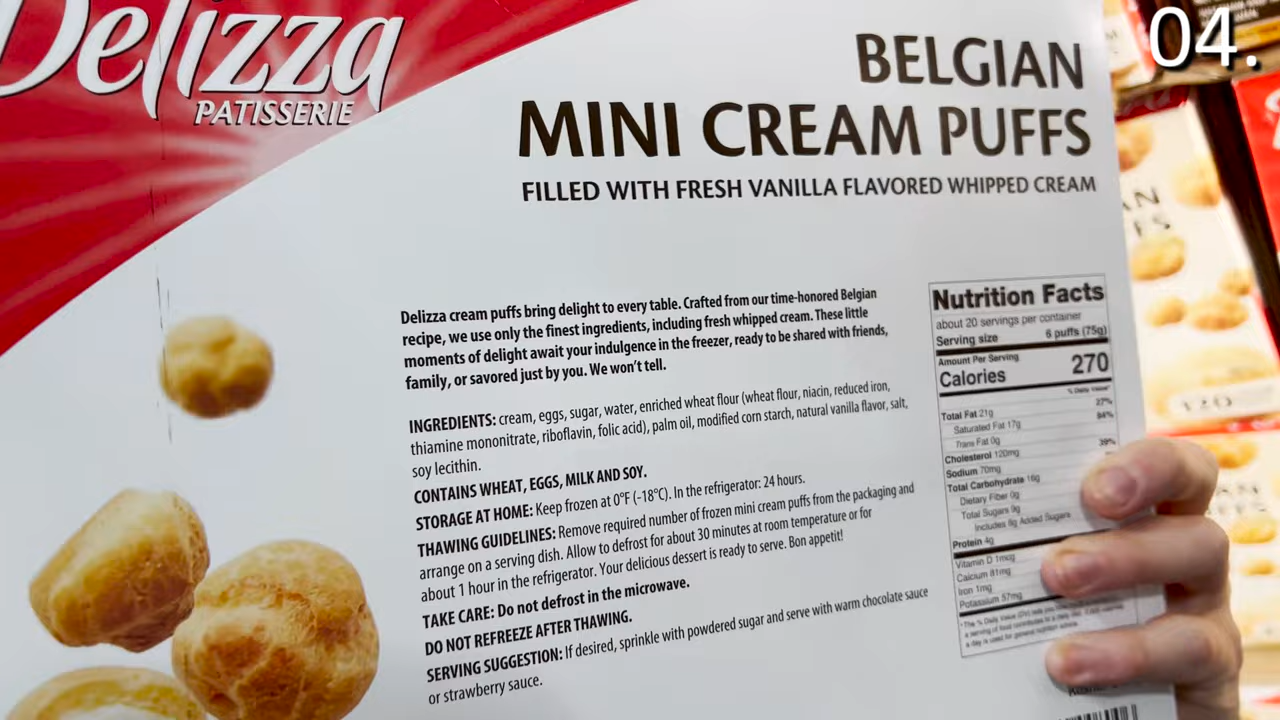 04.
Delizza
PATISSERIE
BELGIAN
MINI CREAM PUFFS
FILLED WITH FRESH VANILLA FLAVORED WHIPPED CREAM
Delizza cream puffs bring delight to every table. Crafted from our time-honored Belgian
recipe, we use only the finest ingredients, including fresh whipped cream. These little
moments of delight await your indulgence in the freezer, ready to be shared with friends,
family, or savored just by you. We won't tell.
INGREDIENTS: cream, eggs, sugar, water, enriched wheat flour (wheat flour, niacin, reduced iron,
thiamine mononitrate, riboflavin, folic acid), palm oil, modified corn starch, natural vanilla flavor, salt,
soy lecithin.
CONTAINS WHEAT, EGGS, MILK AND SOY.
STORAGE AT HOME: Keep frozen at 0°F (-18°C). In the refrigerator: 24 hours.
THAWING GUIDELINES: Remove required number of frozen mini cream puffs from the packaging and
arrange on a serving dish. Allow to defrost for about 30 minutes at room temperature or for
about 1 hour in the refrigerator. Your delicious dessert is ready to serve. Bon appetit!
TAKE CARE: Do not defrost in the microwave.
DO NOT REFREEZE AFTER THAWING.
SERVING SUGGESTION: If desired, sprinkle with powdered sugar and serve with warm chocolate sauce
or strawberry sauce.
Nutrition Facts
about 20 servings per container
Serving size 6 puffs (75g)
Amount Per Serving
Calories 270
% Daily Value*
Total Fat 21g 27%
Saturated Fat 17g 84%
Trans Fat 0g
Cholesterol 120mg 39%
Sodium 70mg
Total Carbohydrate 16g
Dietary Fiber 0g
Total Sugars 9g
Includes 8g Added Sugars
Protein 4g
Vitamin D 1mcg
Calcium 81mg
Iron 1mg
Potassium 57mg
120